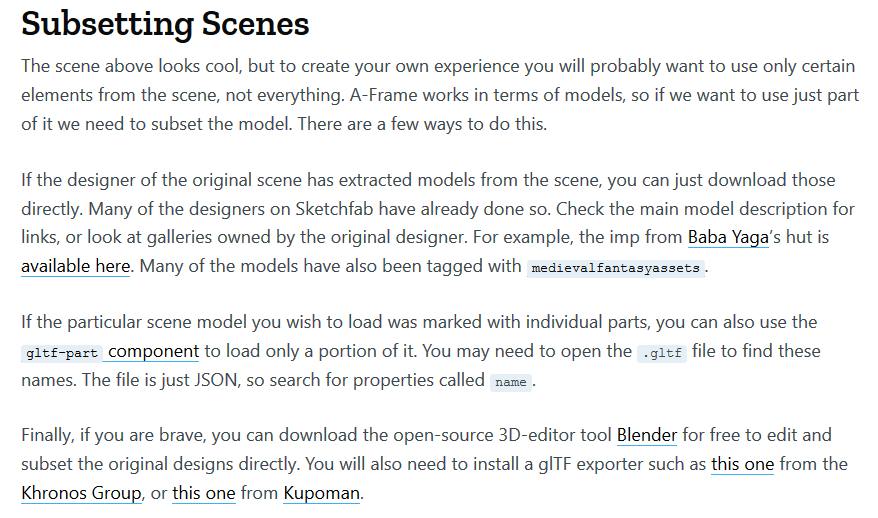 Subsetting Scenes
The scene above looks cool, but to create your own experience you will probably want to use only certain
elements from the scene, not everything. A-Frame works in terms of models, so if we want to use just part
of it we need to subset the model. There are a few ways to do this.
If the designer of the original scene has extracted models from the scene, you can just download those
directly. Many of the designers on Sketchfab have already done so. Check the main model description for
links, or look at galleries owned by the original designer. For example, the imp from Baba Yaga's hut is
available here. Many of the models have also been tagged with medievalfantasyassets.
If the particular scene model you wish to load was marked with individual parts, you can also use the
gltf-part component to load only a portion of it. You may need to open the .gltf file to find these
names. The file is just JSON, so search for properties called name.
Finally, if you are brave, you can download the open-source 3D-editor tool Blender for free to edit and
subset the original designs directly. You will also need to install a glTF exporter such as this one from the
Khronos Group, or this one from Kupoman.